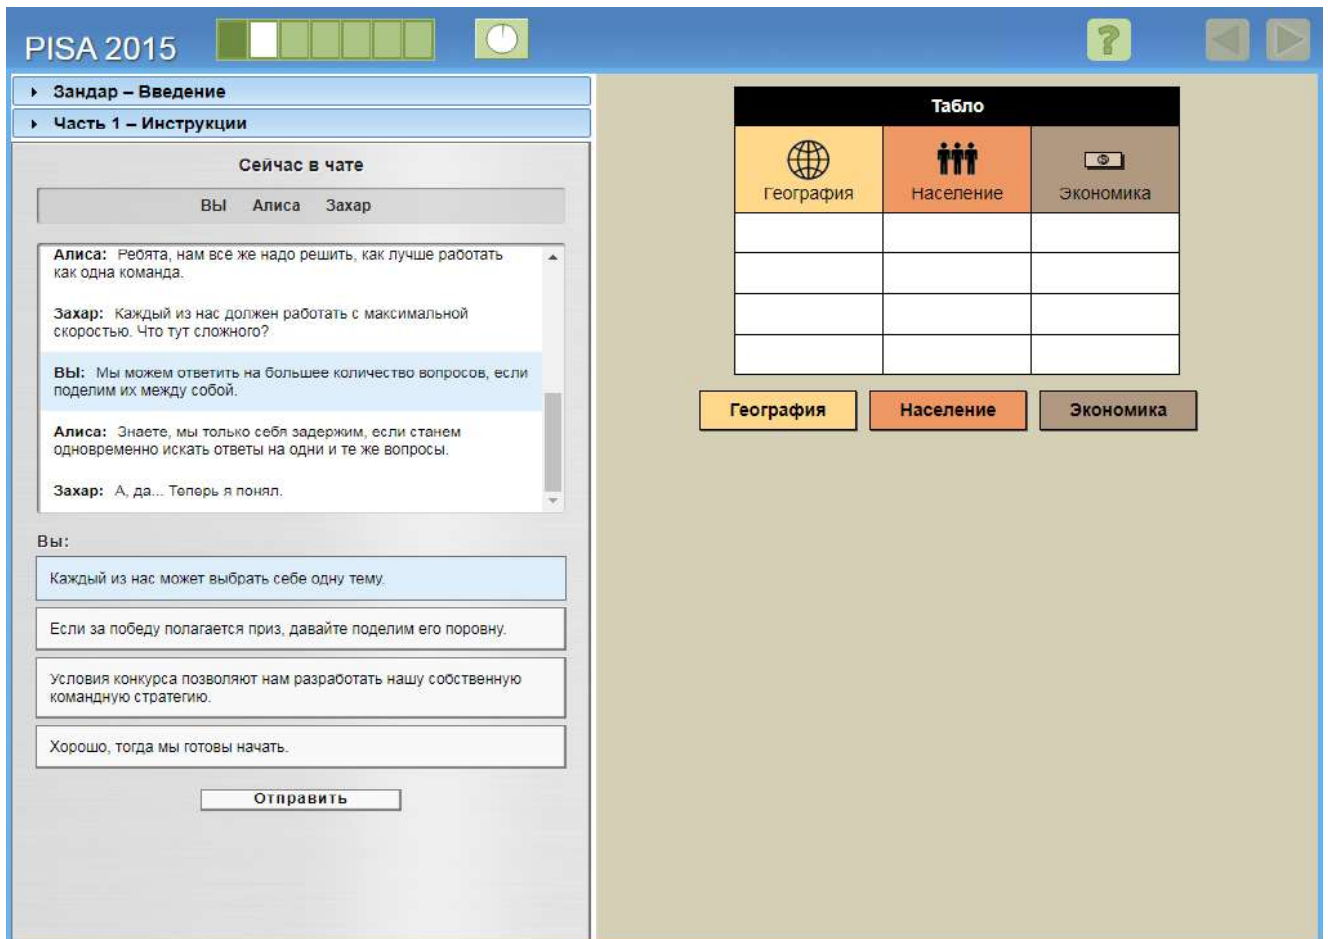 PISA 2015
?
Зандар – Введение
Часть 1 – Инструкции
Сейчас в чате
ВЫ Алиса Захар
Алиса: Ребята, нам все же надо решить, как лучше работать
как одна команда.
Захар: Каждый из нас должен работать с максимальной
скоростью. Что тут сложного?
ВЫ: Мы можем ответить на большее количество вопросов, если
поделим их между собой.
Алиса: Знаете, мы только себя задержим, если станем
одновременно искать ответы на одни и те же вопросы.
Захар: А, да... Теперь я понял.
Вы:
Каждый из нас может выбрать себе одну тему.
Если за победу полагается приз, давайте поделим его поровну.
Условия конкурса позволяют нам разработать нашу собственную
командную стратегию.
Хорошо, тогда мы готовы начать.
Отправить
Табло
География Население Экономика
География Население Экономика